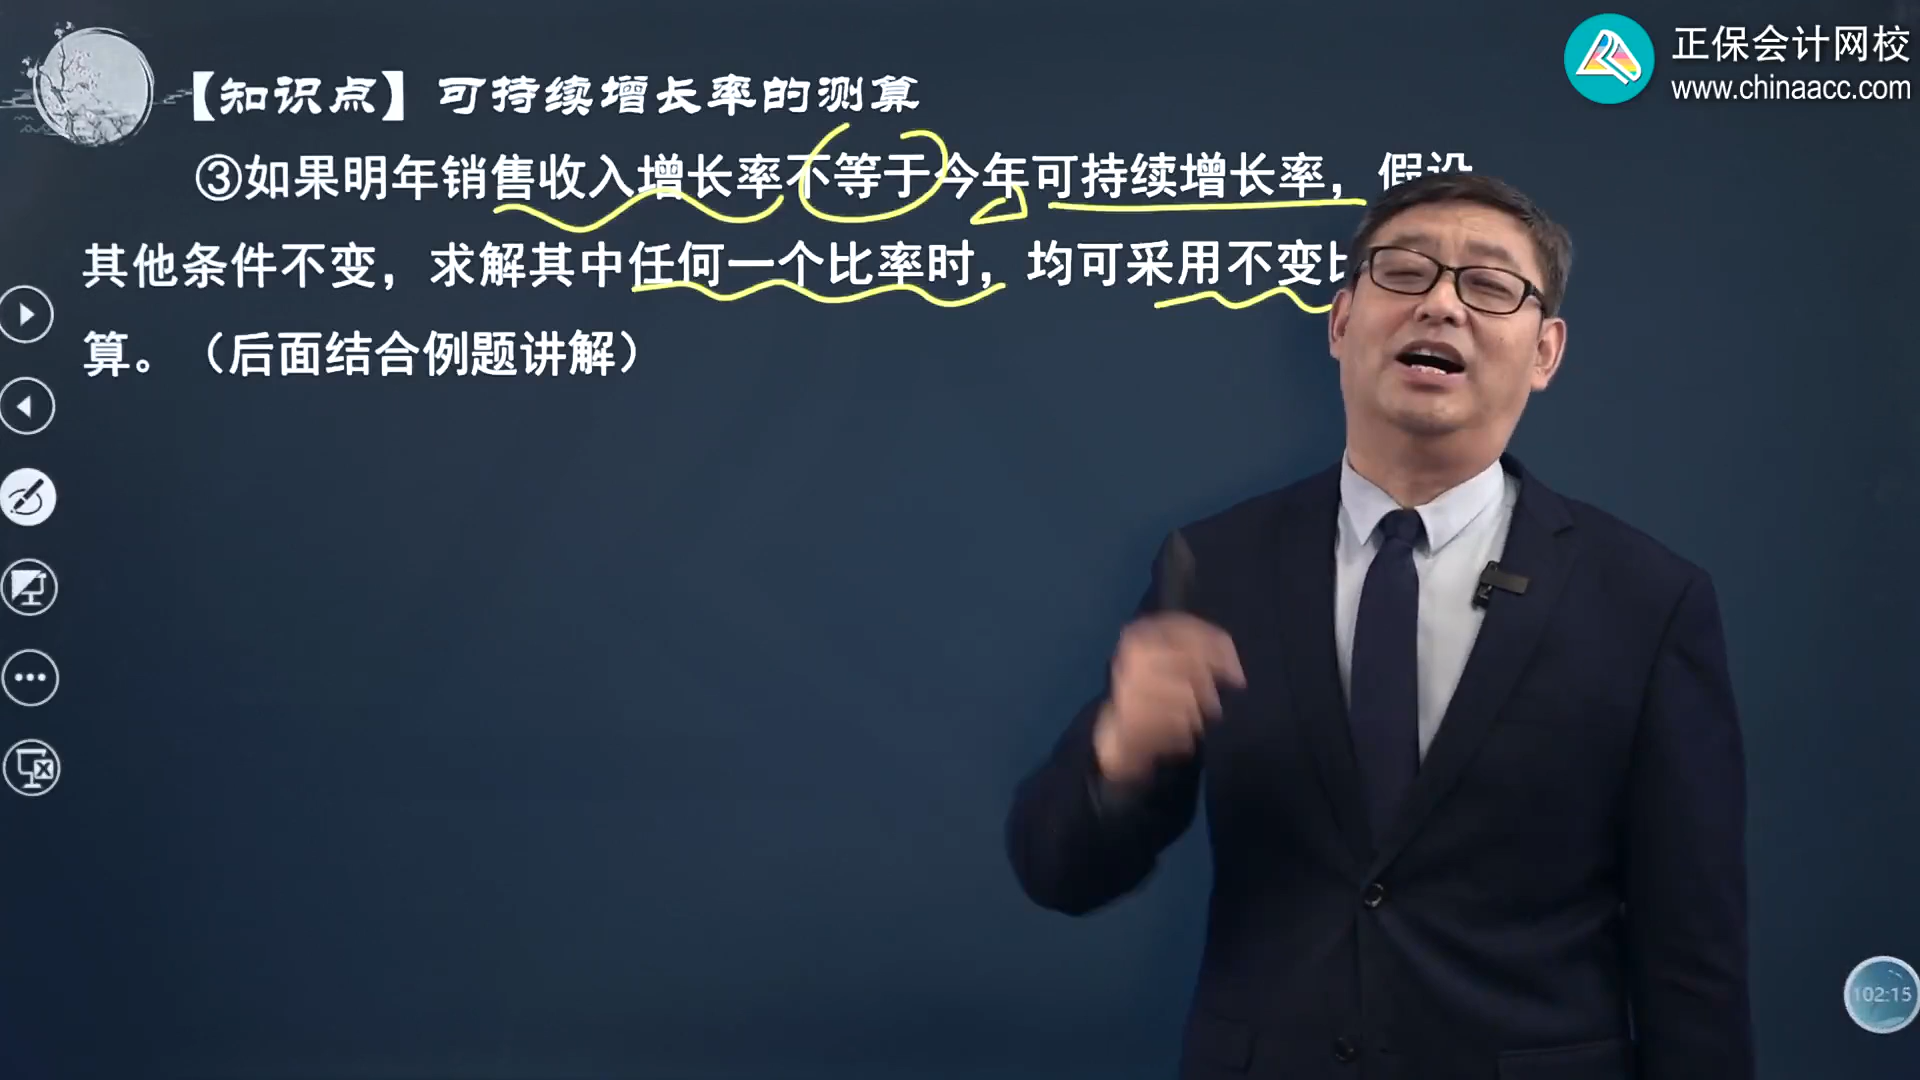 正保会计网校
www.chinaacc.com
【知识点】可持续增长率的测算
③如果明年销售收入增长率不等于今年可持续增长率，假设
其他条件不变，求解其中任何一个比率时，均可采用不变比
算。（后面结合例题讲解）
102:15